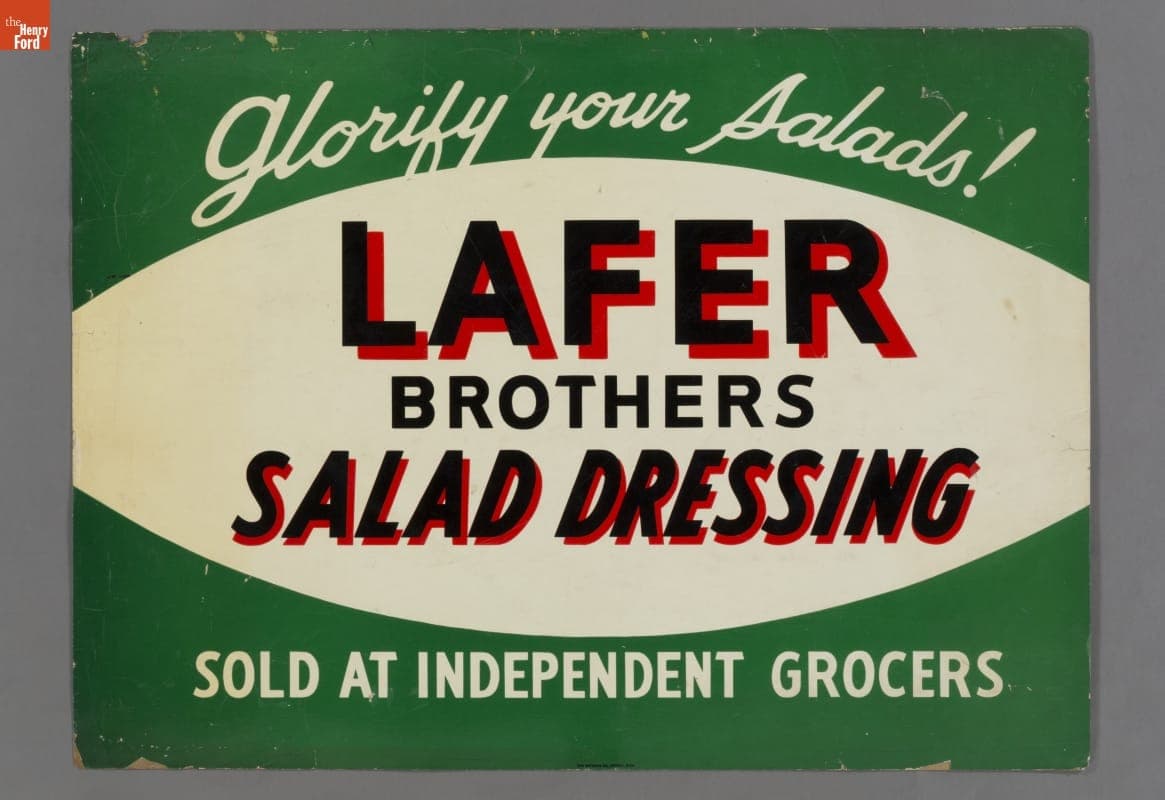 the
Henry
Ford
Glorify your Salads!
LAFER
BROTHERS
SALAD DRESSING
SOLD AT INDEPENDENT GROCERS